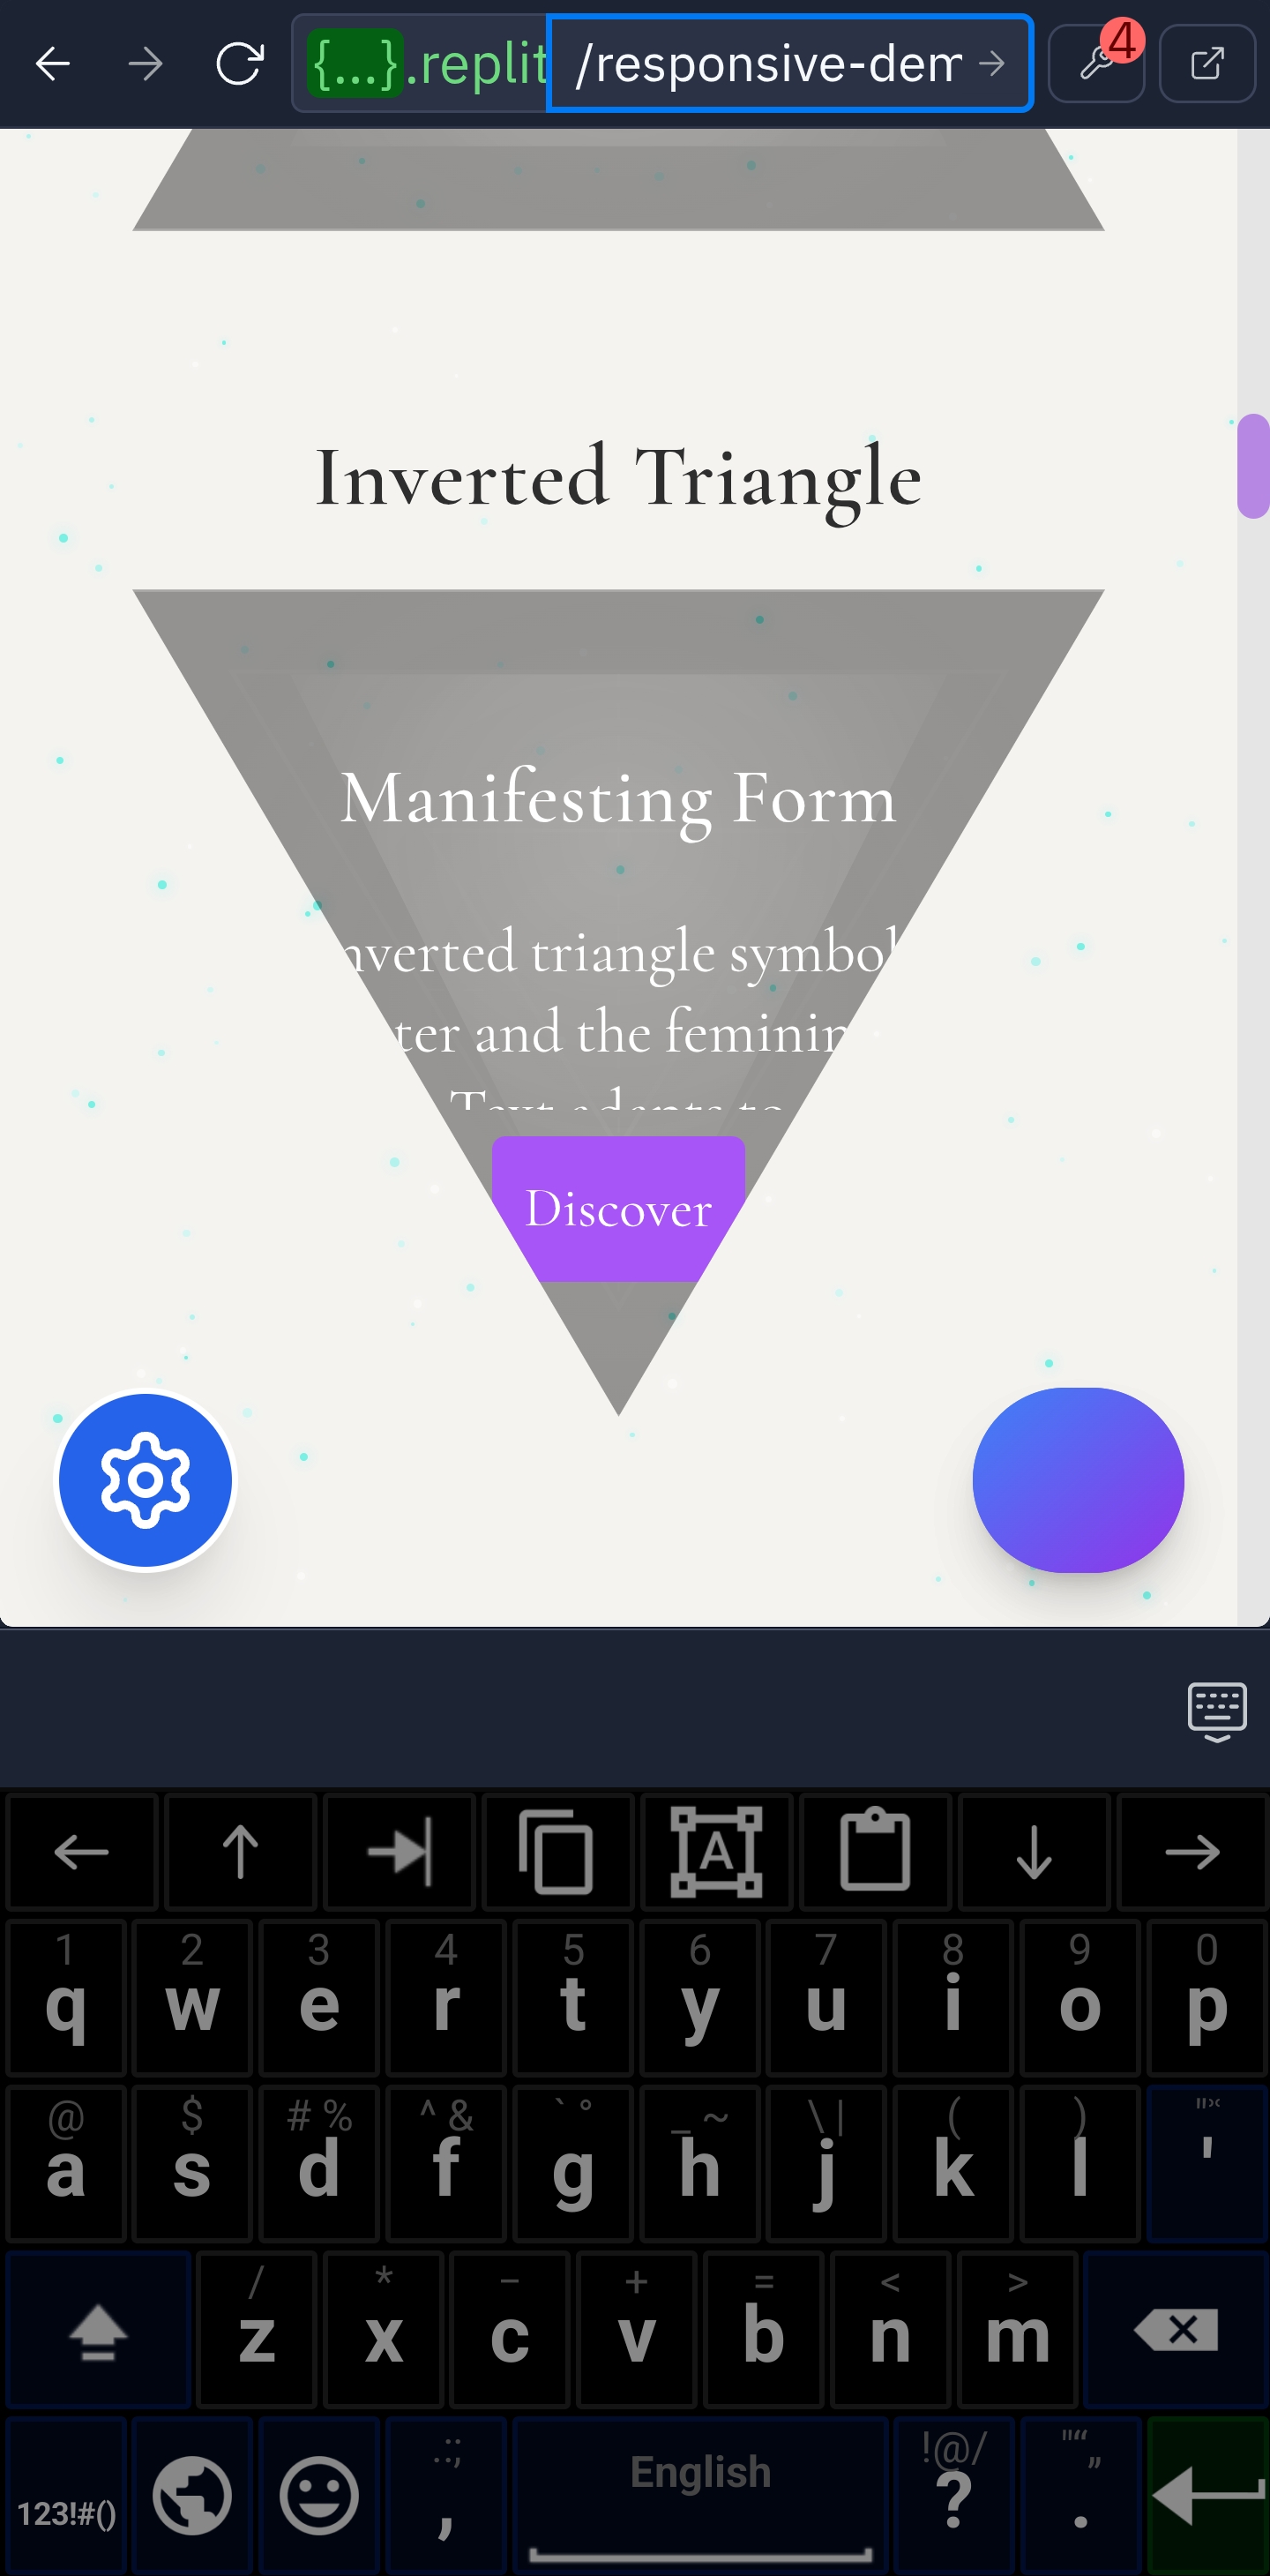 {...}.replit /responsive-dem
4
Inverted Triangle
Manifesting Form
nverted triangle symbol
ter and the feminin
Text adapts to
Discover
A
1 2 3 4 5 6 7 8 9 0
q w e r t y u i o p
@ $ # % ^ & ` ° _ ~ \ | ( )
a s d f g h j k l '
/ * − + = < >
z x c v b n m
.:; English !@/
123!#() , ? .